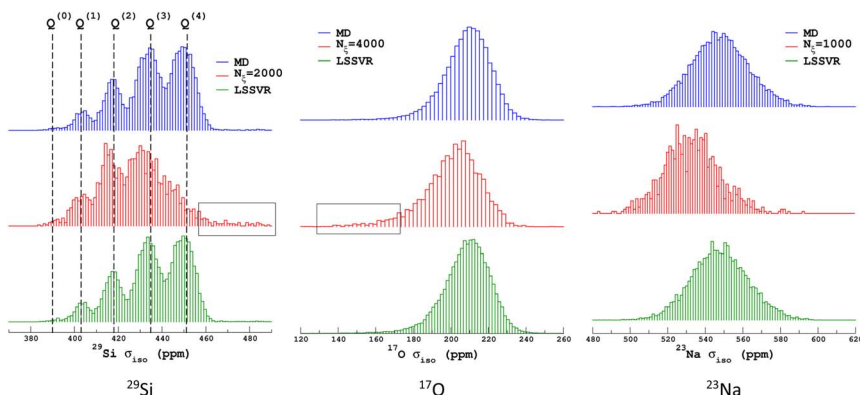 Q(0) Q(1) Q(2) Q(3) Q(4)
MD
Nξ=2000
LSSVR
380 400 420 440 460 480
29Si σiso (ppm)
29Si
MD
Nξ=4000
LSSVR
120 140 160 180 200 220 240 260
17O σiso (ppm)
17O
MD
Nξ=1000
LSSVR
480 500 520 540 560 580 600 620
23Na σiso (ppm)
23Na